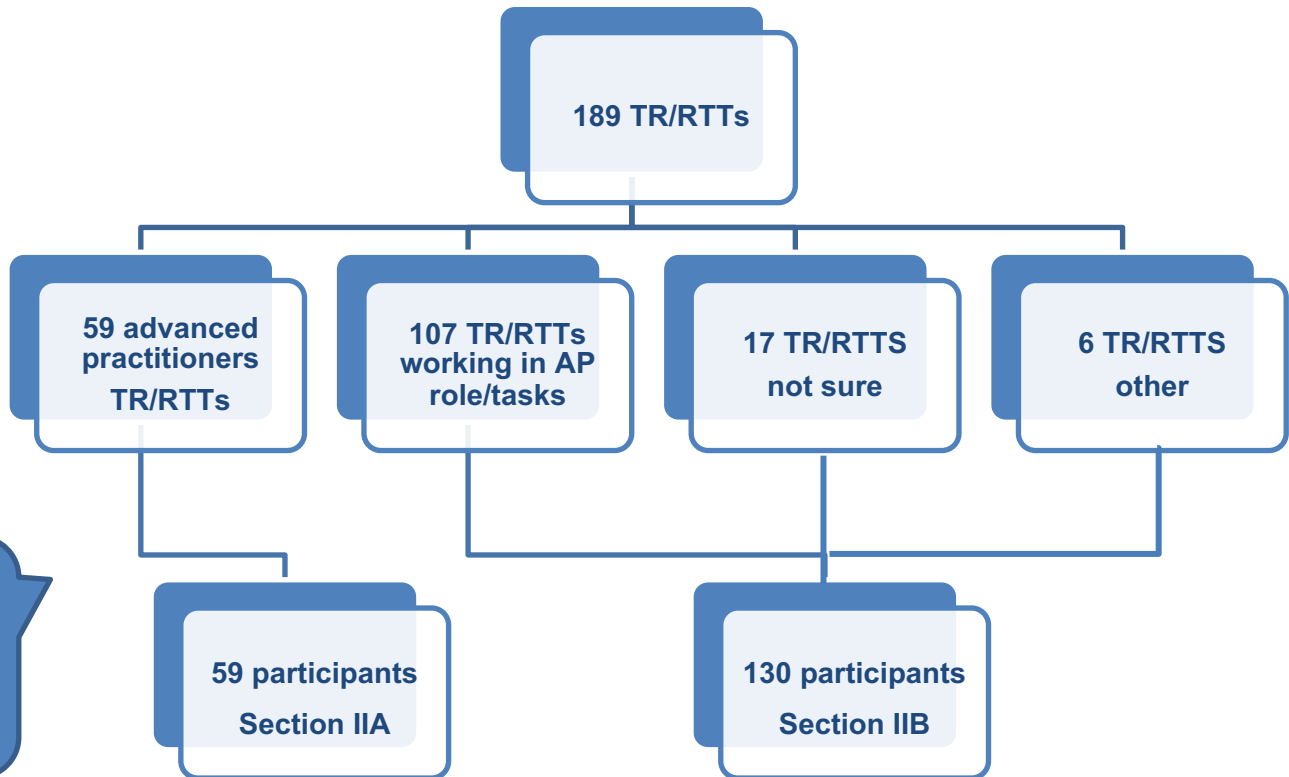 189 TR/RTTs
59 advanced
practitioners
TR/RTTs
107 TR/RTTs
working in AP
role/tasks
17 TR/RTTS
not sure
6 TR/RTTS
other
59 participants
Section IIA
130 participants
Section IIB